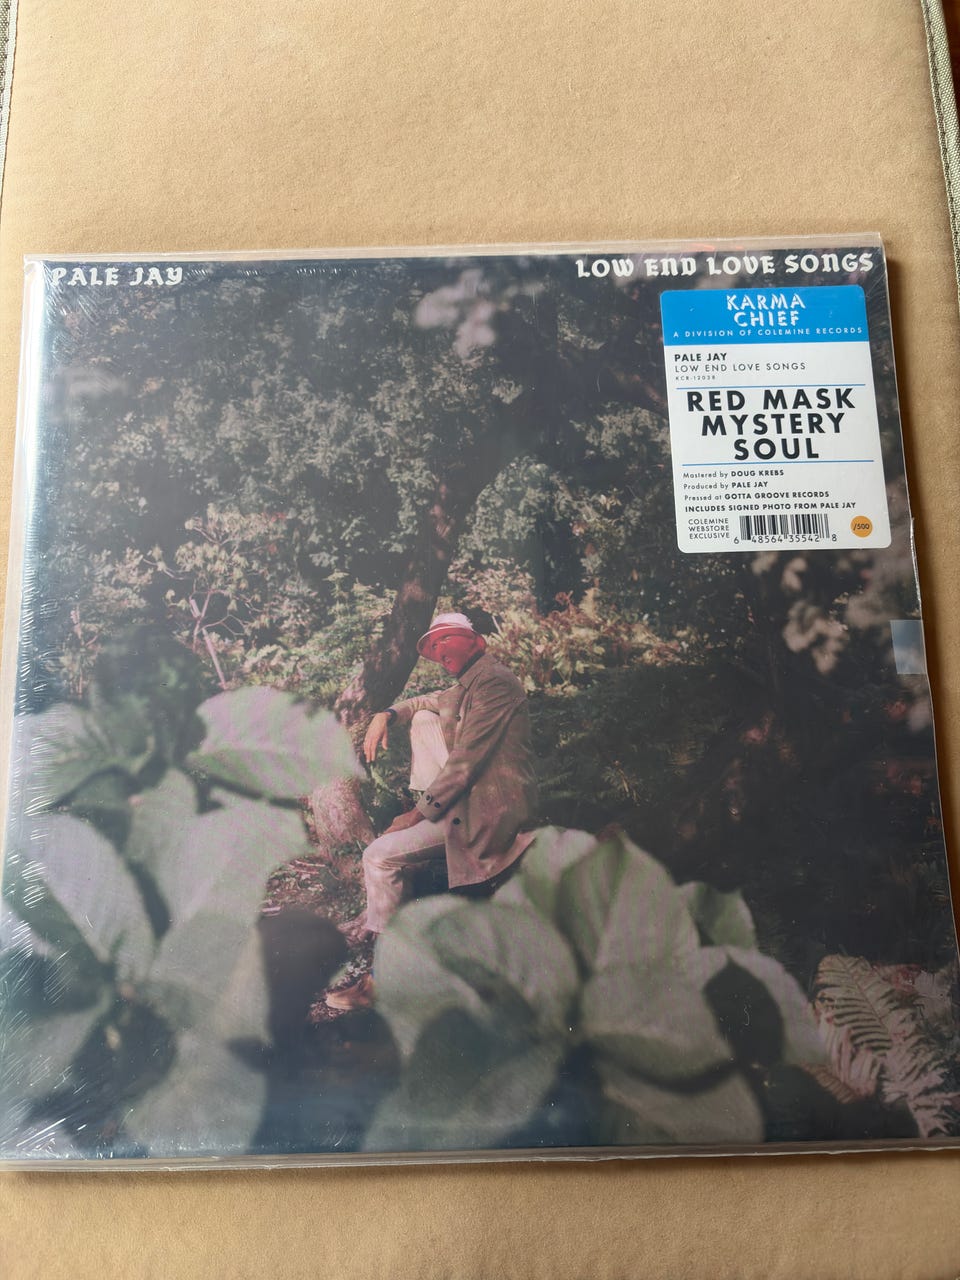 PALE JAY
LOW END LOVE SONGS
KARMA
CHIEF
A DIVISION OF COLEMINE RECORDS
PALE JAY
LOW END LOVE SONGS
KCR-12038
RED MASK
MYSTERY
SOUL
Mastered by DOUG KREBS
Produced by PALE JAY
Pressed at GOTTA GROOVE RECORDS
INCLUDES SIGNED PHOTO FROM PALE JAY
COLEMINE
WEBSTORE
EXCLUSIVE
6 48564 35542 8
/500